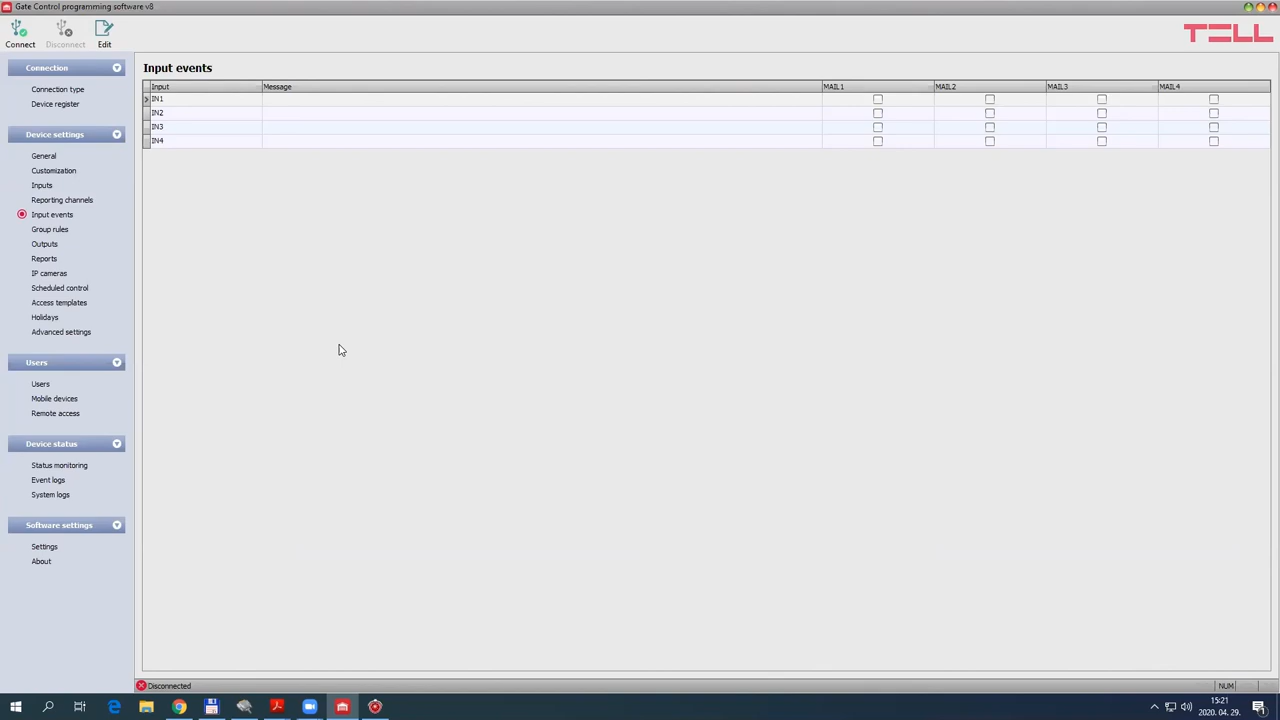 Gate Control programming software v8
Connect
Disconnect
Edit
TELL
Connection
Connection type
Device register
Device settings
General
Customization
Inputs
Reporting channels
Input events
Group rules
Outputs
Reports
IP cameras
Scheduled control
Access templates
Holidays
Advanced settings
Users
Users
Mobile devices
Remote access
Device status
Status monitoring
Event logs
System logs
Software settings
Settings
About
Input events
Input Message MAIL1 MAIL2 MAIL3 MAIL4
IN1
IN2
IN3
IN4
Disconnected
NUM
15:21
2020. 04. 29.
1